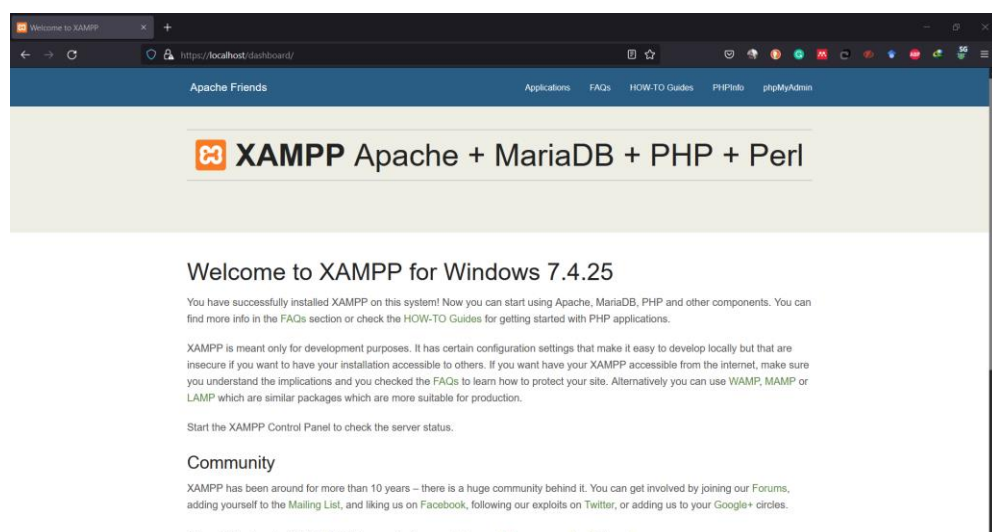 Welcome to XAMPP
https://localhost/dashboard/
Apache Friends
Applications FAQs HOW-TO Guides PHPInfo phpMyAdmin
XAMPP Apache + MariaDB + PHP + Perl
Welcome to XAMPP for Windows 7.4.25
You have successfully installed XAMPP on this system! Now you can start using Apache, MariaDB, PHP and other components. You can
find more info in the FAQs section or check the HOW-TO Guides for getting started with PHP applications.
XAMPP is meant only for development purposes. It has certain configuration settings that make it easy to develop locally but that are
insecure if you want to have your installation accessible to others. If you want have your XAMPP accessible from the internet, make sure
you understand the implications and you checked the FAQs to learn how to protect your site. Alternatively you can use WAMP, MAMP or
LAMP which are similar packages which are more suitable for production.
Start the XAMPP Control Panel to check the server status.
Community
XAMPP has been around for more than 10 years – there is a huge community behind it. You can get involved by joining our Forums,
adding yourself to the Mailing List, and liking us on Facebook, following our exploits on Twitter, or adding us to your Google+ circles.